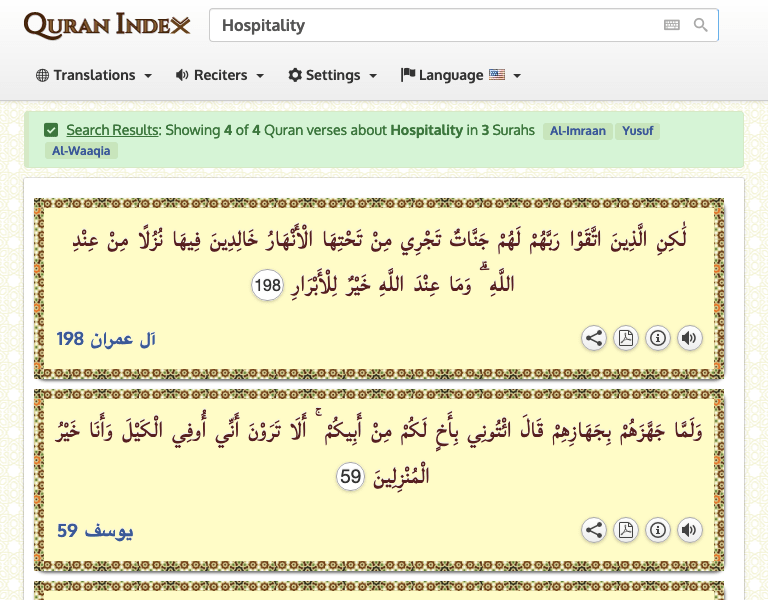 QURAN INDEX
Hospitality
Translations
Reciters
Settings
Language
Search Results: Showing 4 of 4 Quran verses about Hospitality in 3 Surahs Al-Imraan Yusuf
Al-Waaqia
لَٰكِنِ الَّذِينَ اتَّقَوْا رَبَّهُمْ لَهُمْ جَنَّاتٌ تَجْرِي مِنْ تَحْتِهَا الْأَنْهَارُ خَالِدِينَ فِيهَا نُزُلًا مِنْ عِنْدِ
اللَّهِ ۗ وَمَا عِنْدَ اللَّهِ خَيْرٌ لِلْأَبْرَارِ 198
آل عمران 198
وَلَمَّا جَهَّزَهُمْ بِجَهَازِهِمْ قَالَ ائْتُونِي بِأَخٍ لَكُمْ مِنْ أَبِيكُمْ ۚ أَلَا تَرَوْنَ أَنِّي أُوفِي الْكَيْلَ وَأَنَا خَيْرُ
الْمُنْزِلِينَ 59
يوسف 59